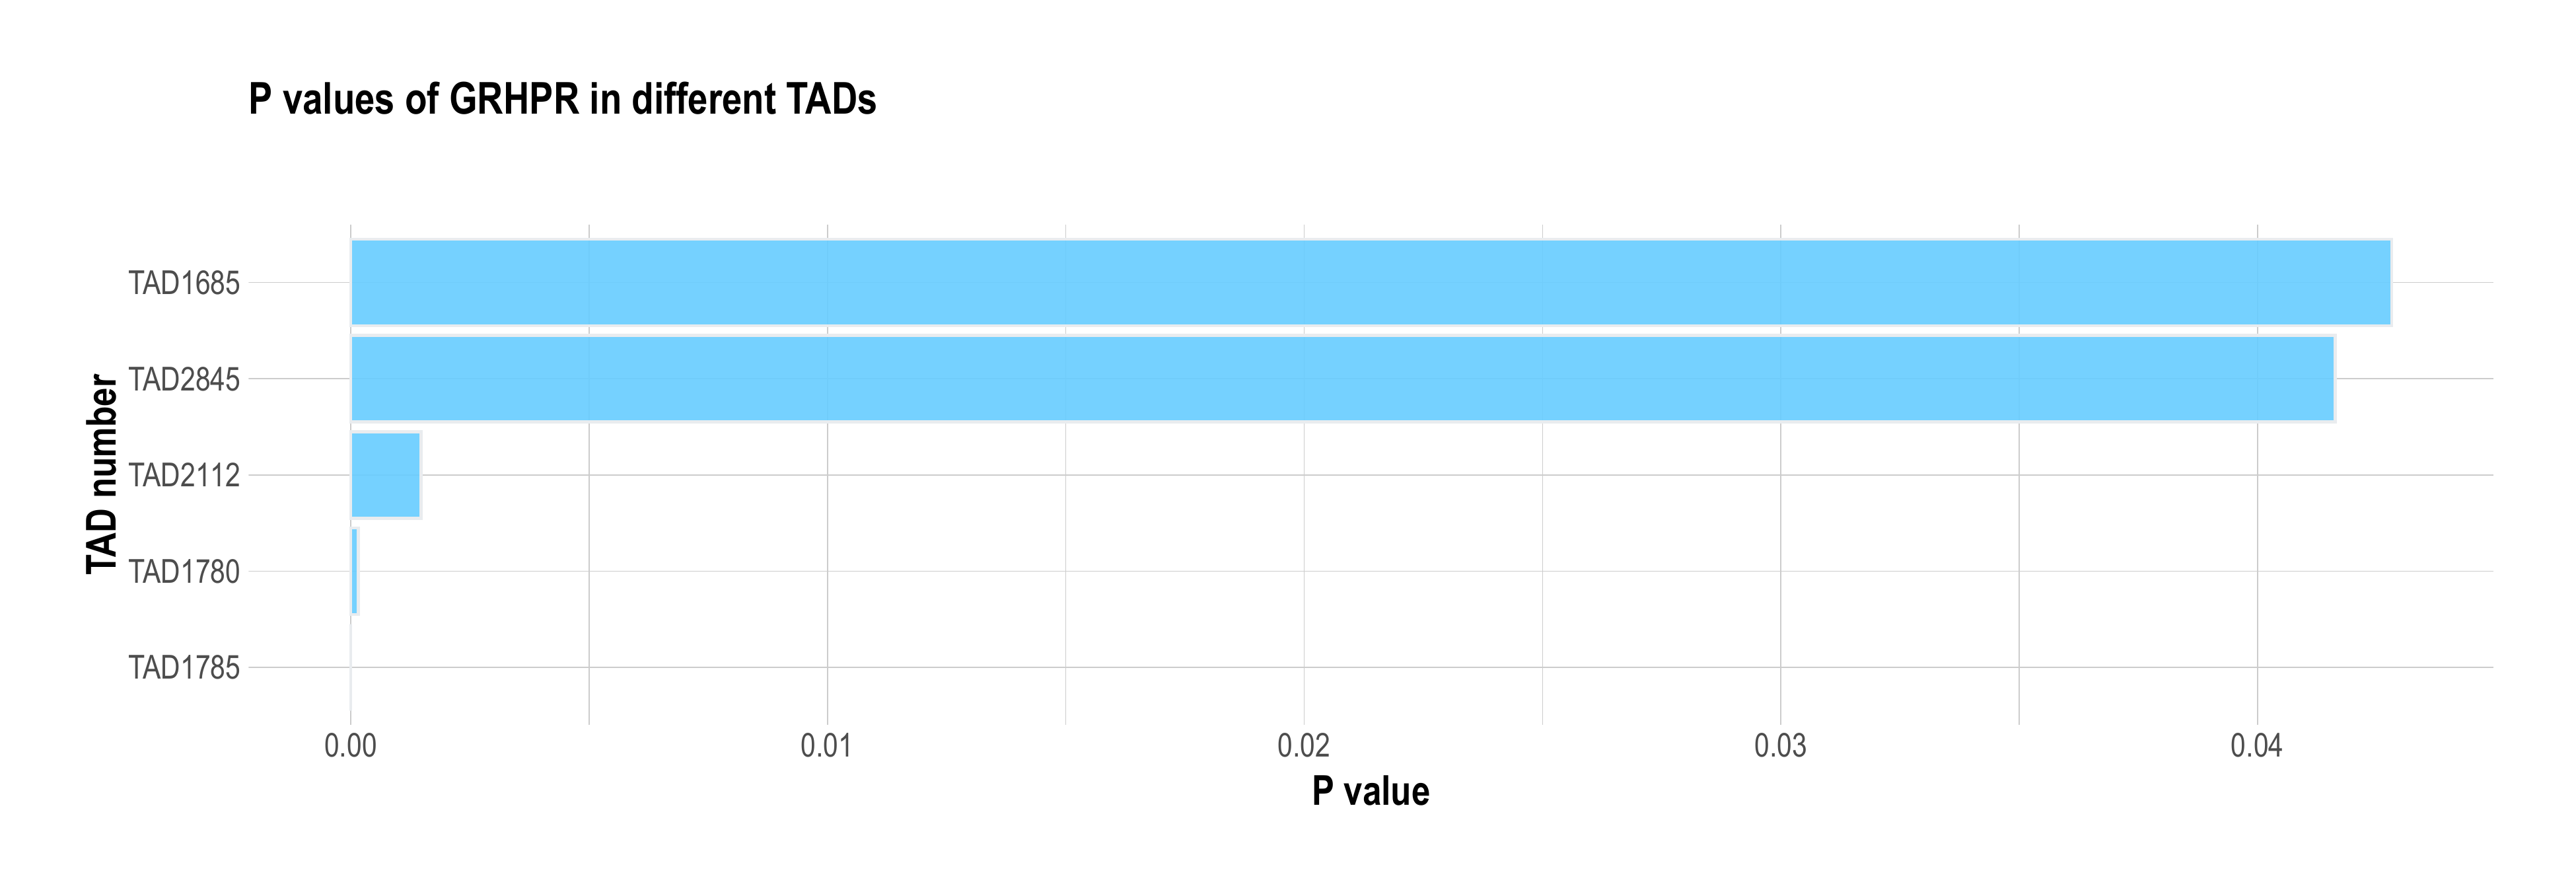 P values of GRHPR in different TADs
TAD number
TAD1685
TAD2845
TAD2112
TAD1780
TAD1785
0.00 0.01 0.02 0.03 0.04
P value